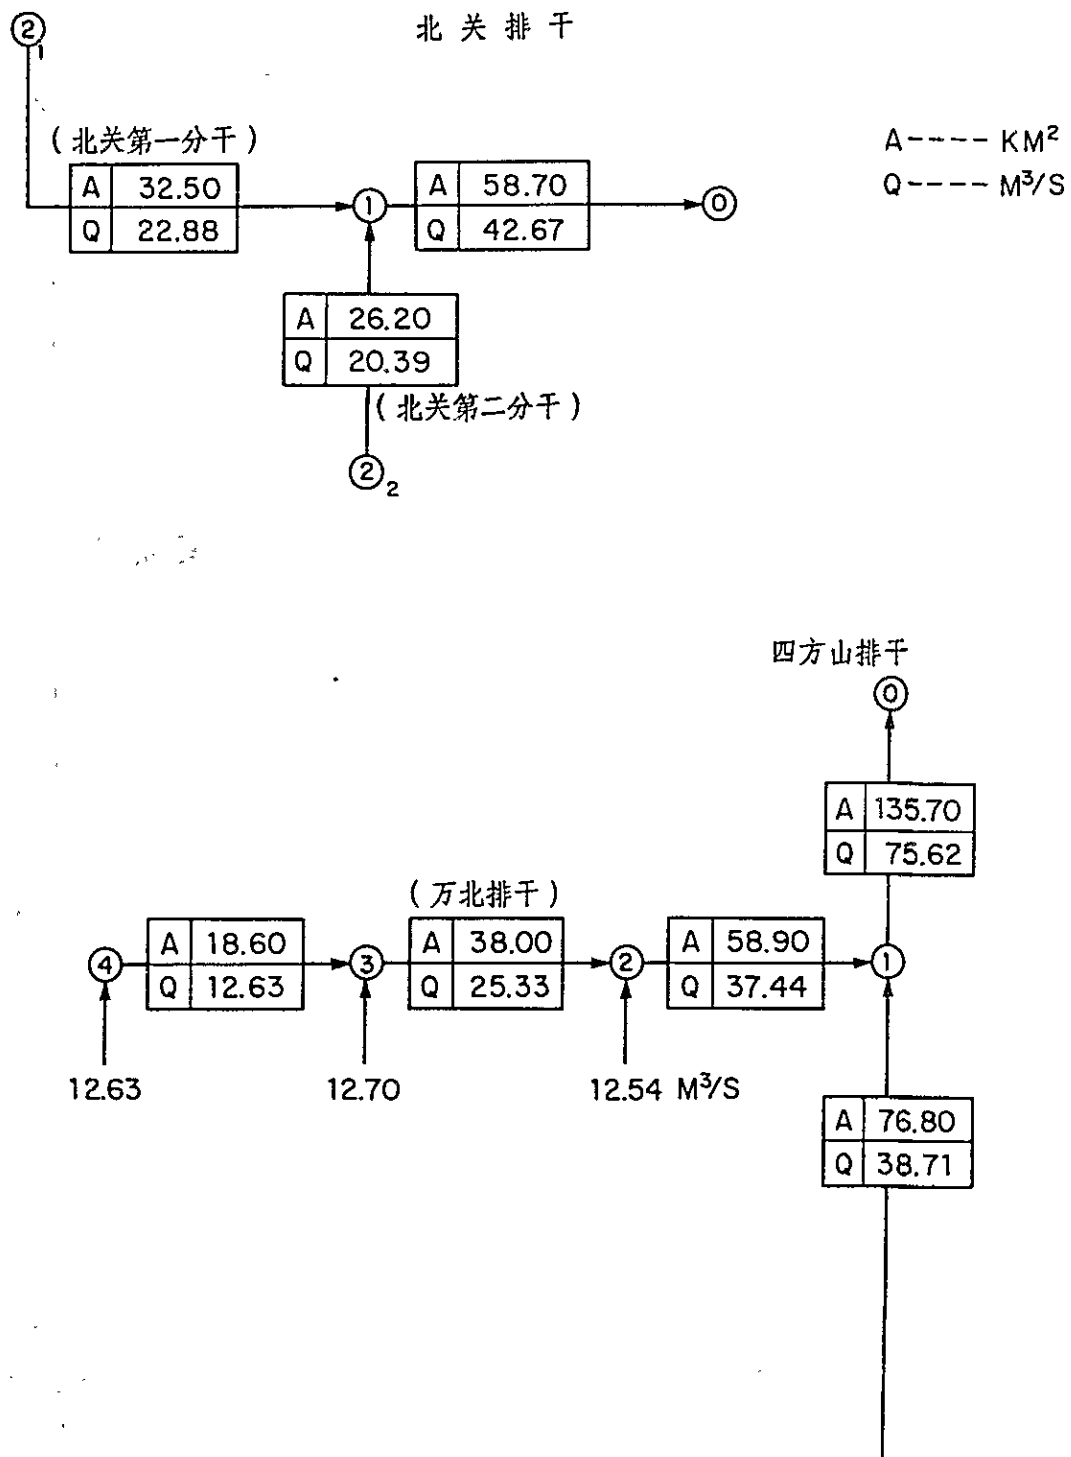 北关排干
②1
(北关第一分干)
A ---- KM²
Q ---- M³/S
A 32.50
Q 22.88
①
A 58.70
Q 42.67
⓪
A 26.20
Q 20.39
(北关第二分干)
②2
四方山排干
⓪
A 135.70
Q 75.62
(万北排干)
④
A 18.60
Q 12.63
③
A 38.00
Q 25.33
②
A 58.90
Q 37.44
①
12.63
12.70
12.54 M³/S
A 76.80
Q 38.71